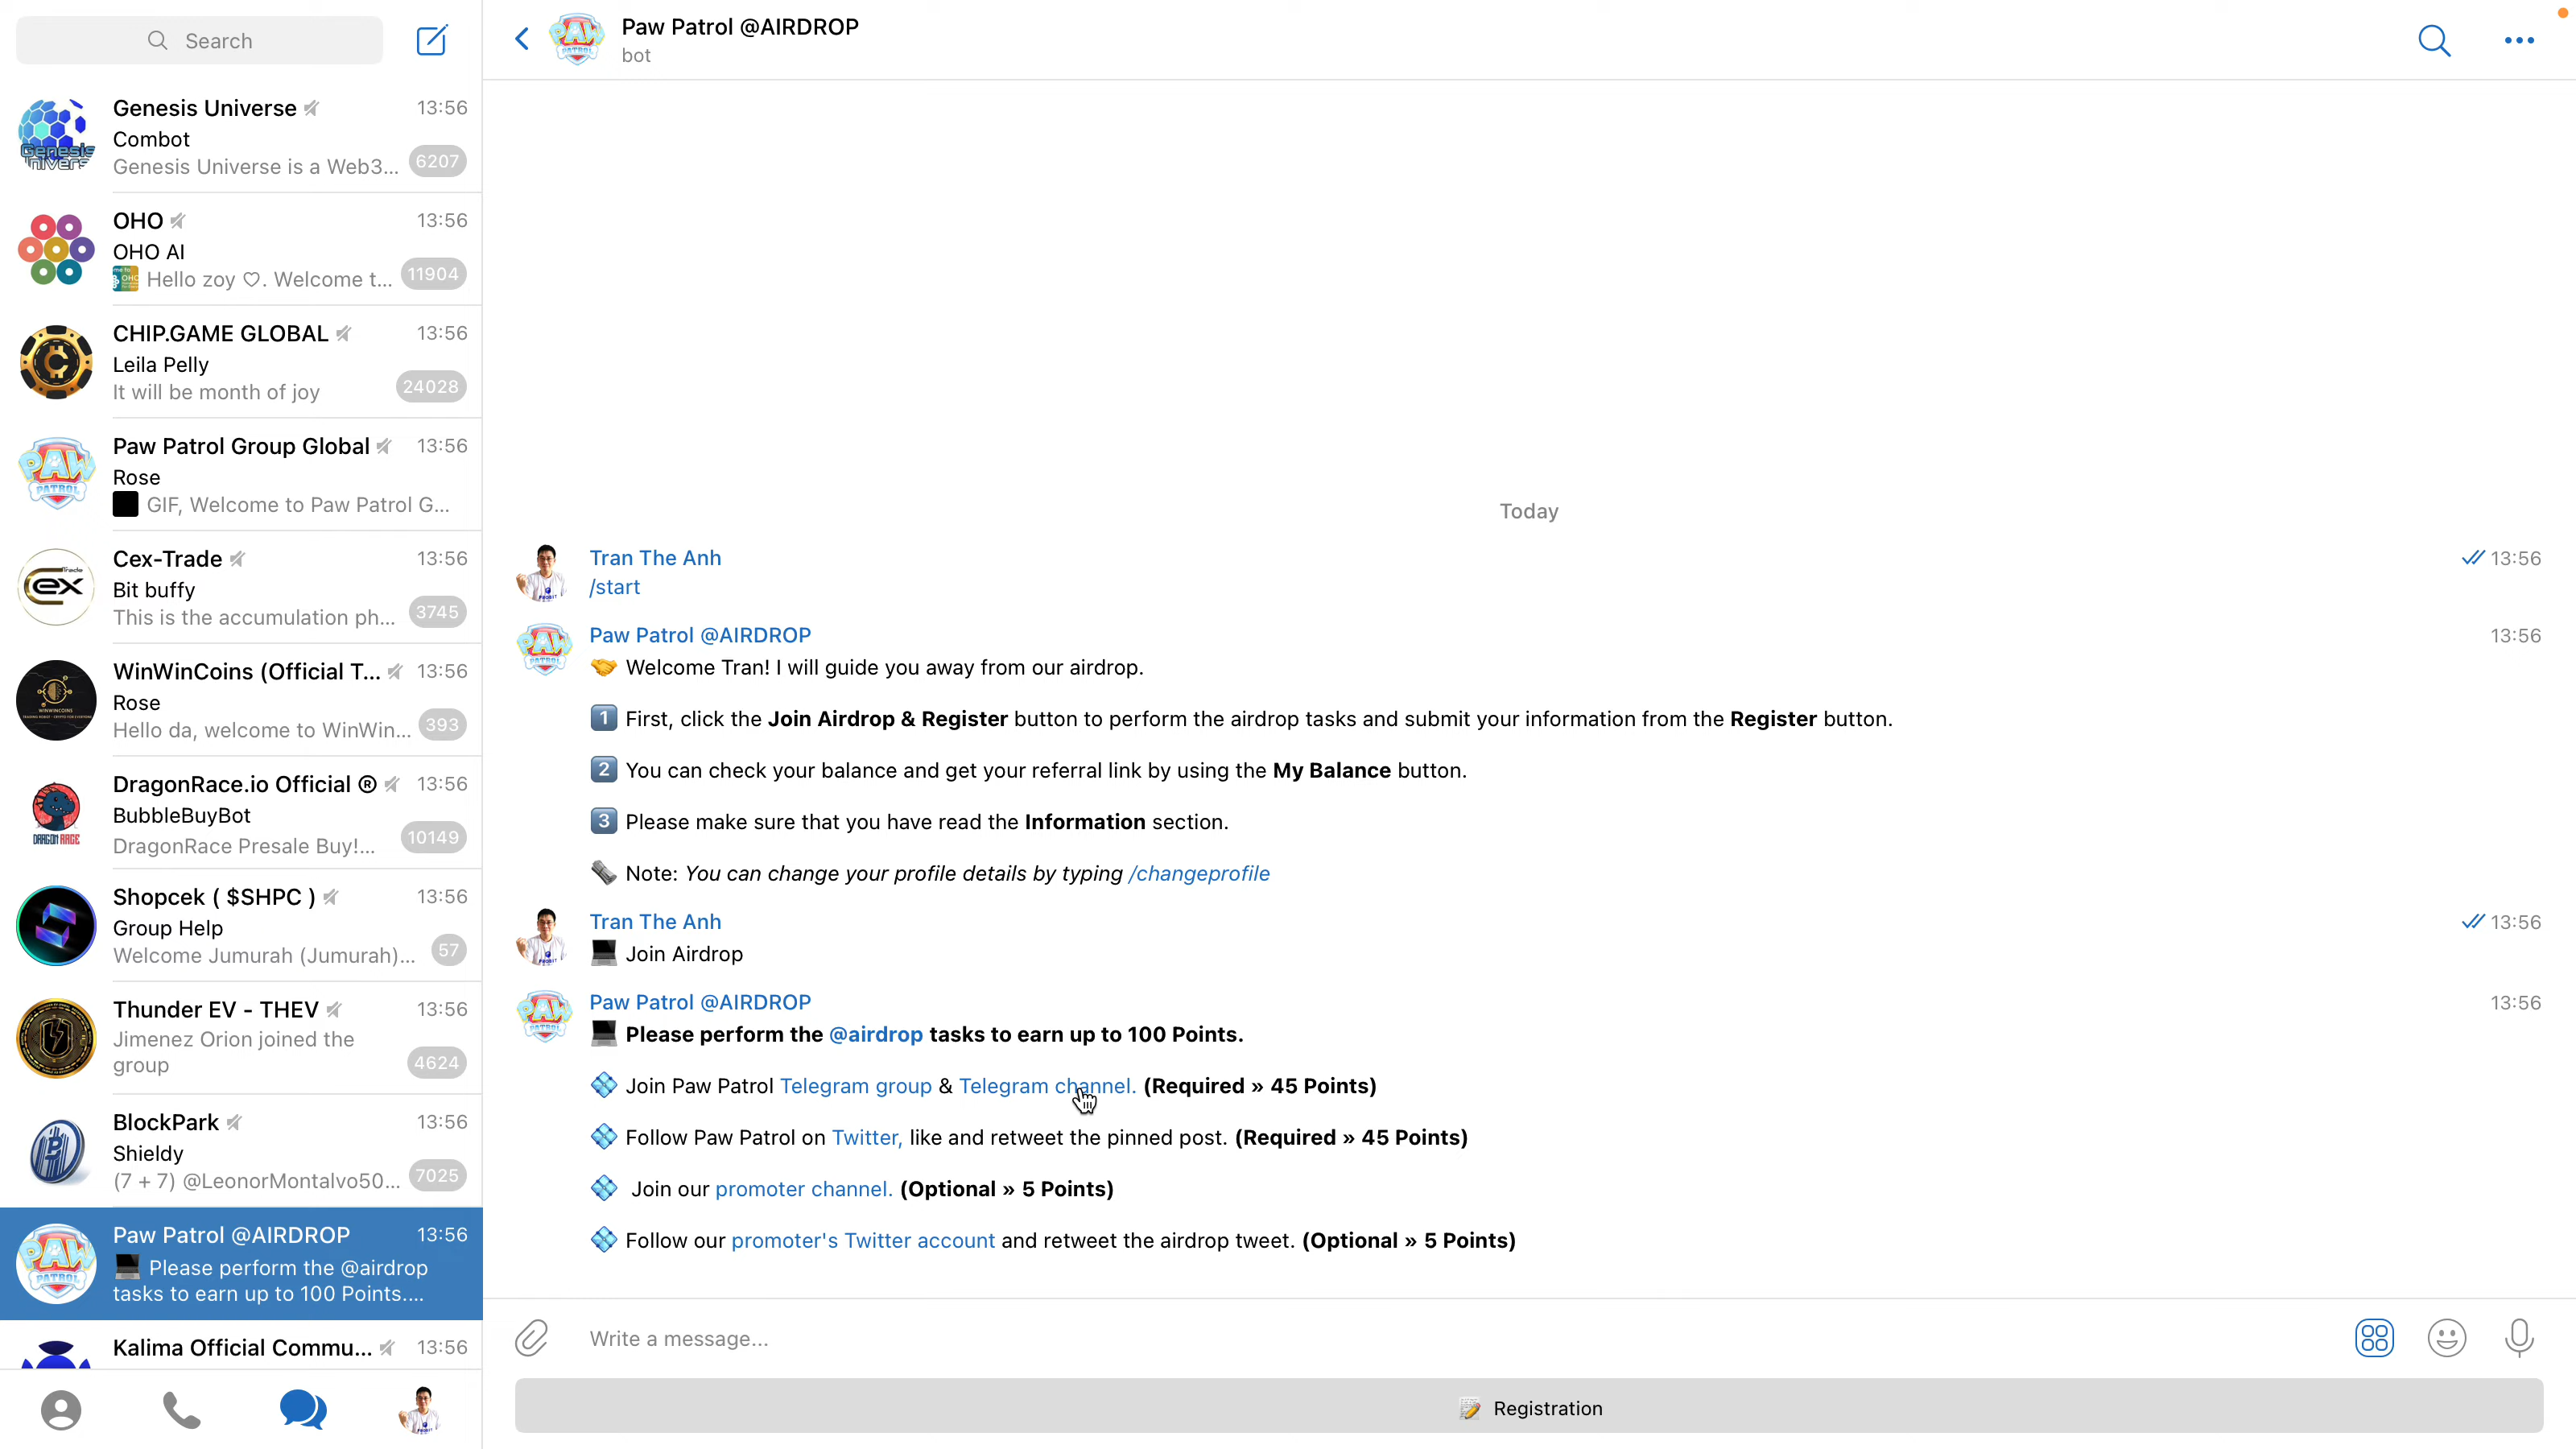 Search
Genesis Universe 13:56
Combot
Genesis Universe is a Web3... 6207
OHO 13:56
OHO AI
Hello zoy ♡. Welcome t... 11904
CHIP.GAME GLOBAL 13:56
Leila Pelly
It will be month of joy 24028
Paw Patrol Group Global 13:56
Rose
GIF, Welcome to Paw Patrol G...
Cex-Trade 13:56
Bit buffy
This is the accumulation ph... 3745
WinWinCoins (Official T... 13:56
Rose
Hello da, welcome to WinWin... 393
DragonRace.io Official ® 13:56
BubbleBuyBot
DragonRace Presale Buy!... 10149
Shopcek ( $SHPC ) 13:56
Group Help
Welcome Jumurah (Jumurah)... 57
Thunder EV - THEV 13:56
Jimenez Orion joined the
group 4624
BlockPark 13:56
Shieldy
(7 + 7) @LeonorMontalvo50... 7025
Paw Patrol @AIRDROP 13:56
Please perform the @airdrop
tasks to earn up to 100 Points....
Kalima Official Commu... 13:56
Paw Patrol @AIRDROP
bot
Today
Tran The Anh 13:56
/start
Paw Patrol @AIRDROP 13:56
🤝 Welcome Tran! I will guide you away from our airdrop.
1️⃣ First, click the Join Airdrop & Register button to perform the airdrop tasks and submit your information from the Register button.
2️⃣ You can check your balance and get your referral link by using the My Balance button.
3️⃣ Please make sure that you have read the Information section.
🗞 Note: You can change your profile details by typing /changeprofile
Tran The Anh 13:56
💻 Join Airdrop
Paw Patrol @AIRDROP 13:56
💻 Please perform the @airdrop tasks to earn up to 100 Points.
💠 Join Paw Patrol Telegram group & Telegram channel. (Required » 45 Points)
💠 Follow Paw Patrol on Twitter, like and retweet the pinned post. (Required » 45 Points)
💠 Join our promoter channel. (Optional » 5 Points)
💠 Follow our promoter's Twitter account and retweet the airdrop tweet. (Optional » 5 Points)
Write a message...
📝 Registration